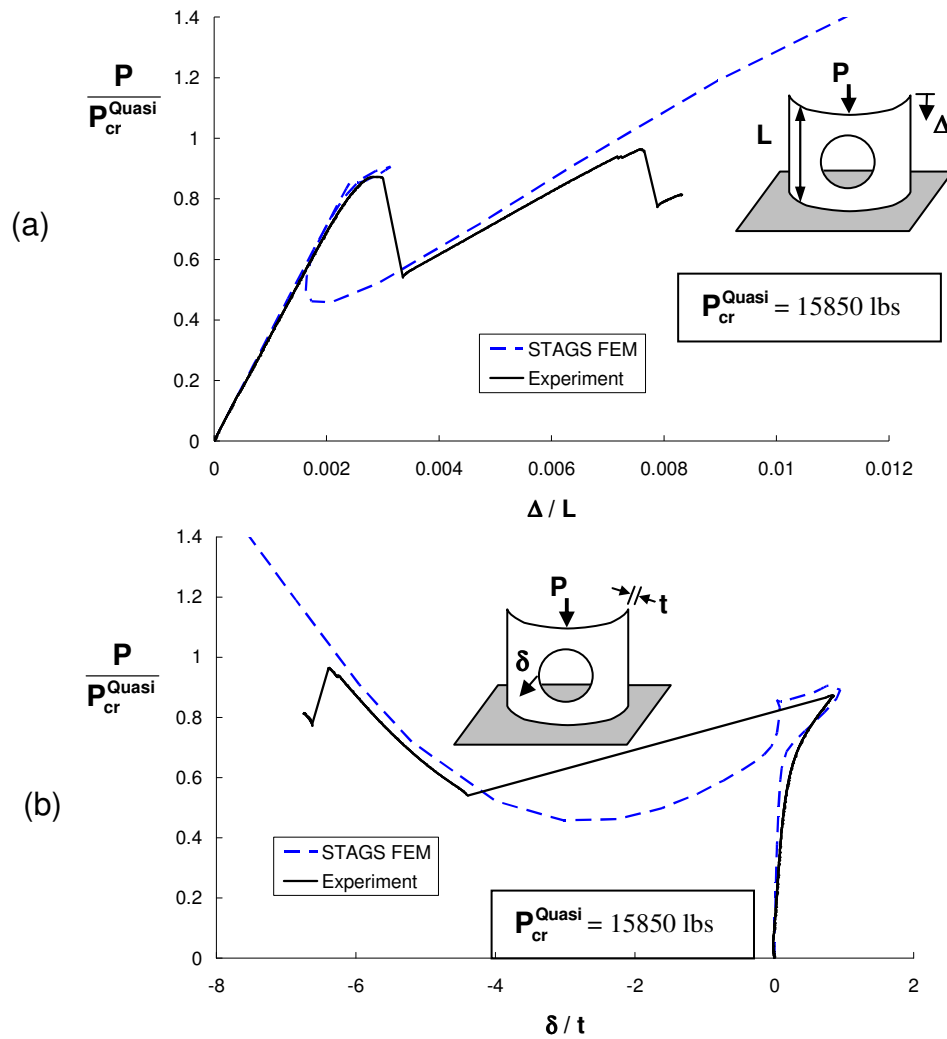 (a)
P
P_cr^Quasi
1.4
1.2
1
0.8
0.6
0.4
0.2
0
0
0.002
0.004
0.006
0.008
0.01
0.012
Δ / L
P
L
Δ
P_cr^Quasi = 15850 lbs
STAGS FEM
Experiment
(b)
P
P_cr^Quasi
1.4
1.2
1
0.8
0.6
0.4
0.2
0
-8
-6
-4
-2
0
2
δ / t
P
t
δ
STAGS FEM
Experiment
P_cr^Quasi = 15850 lbs